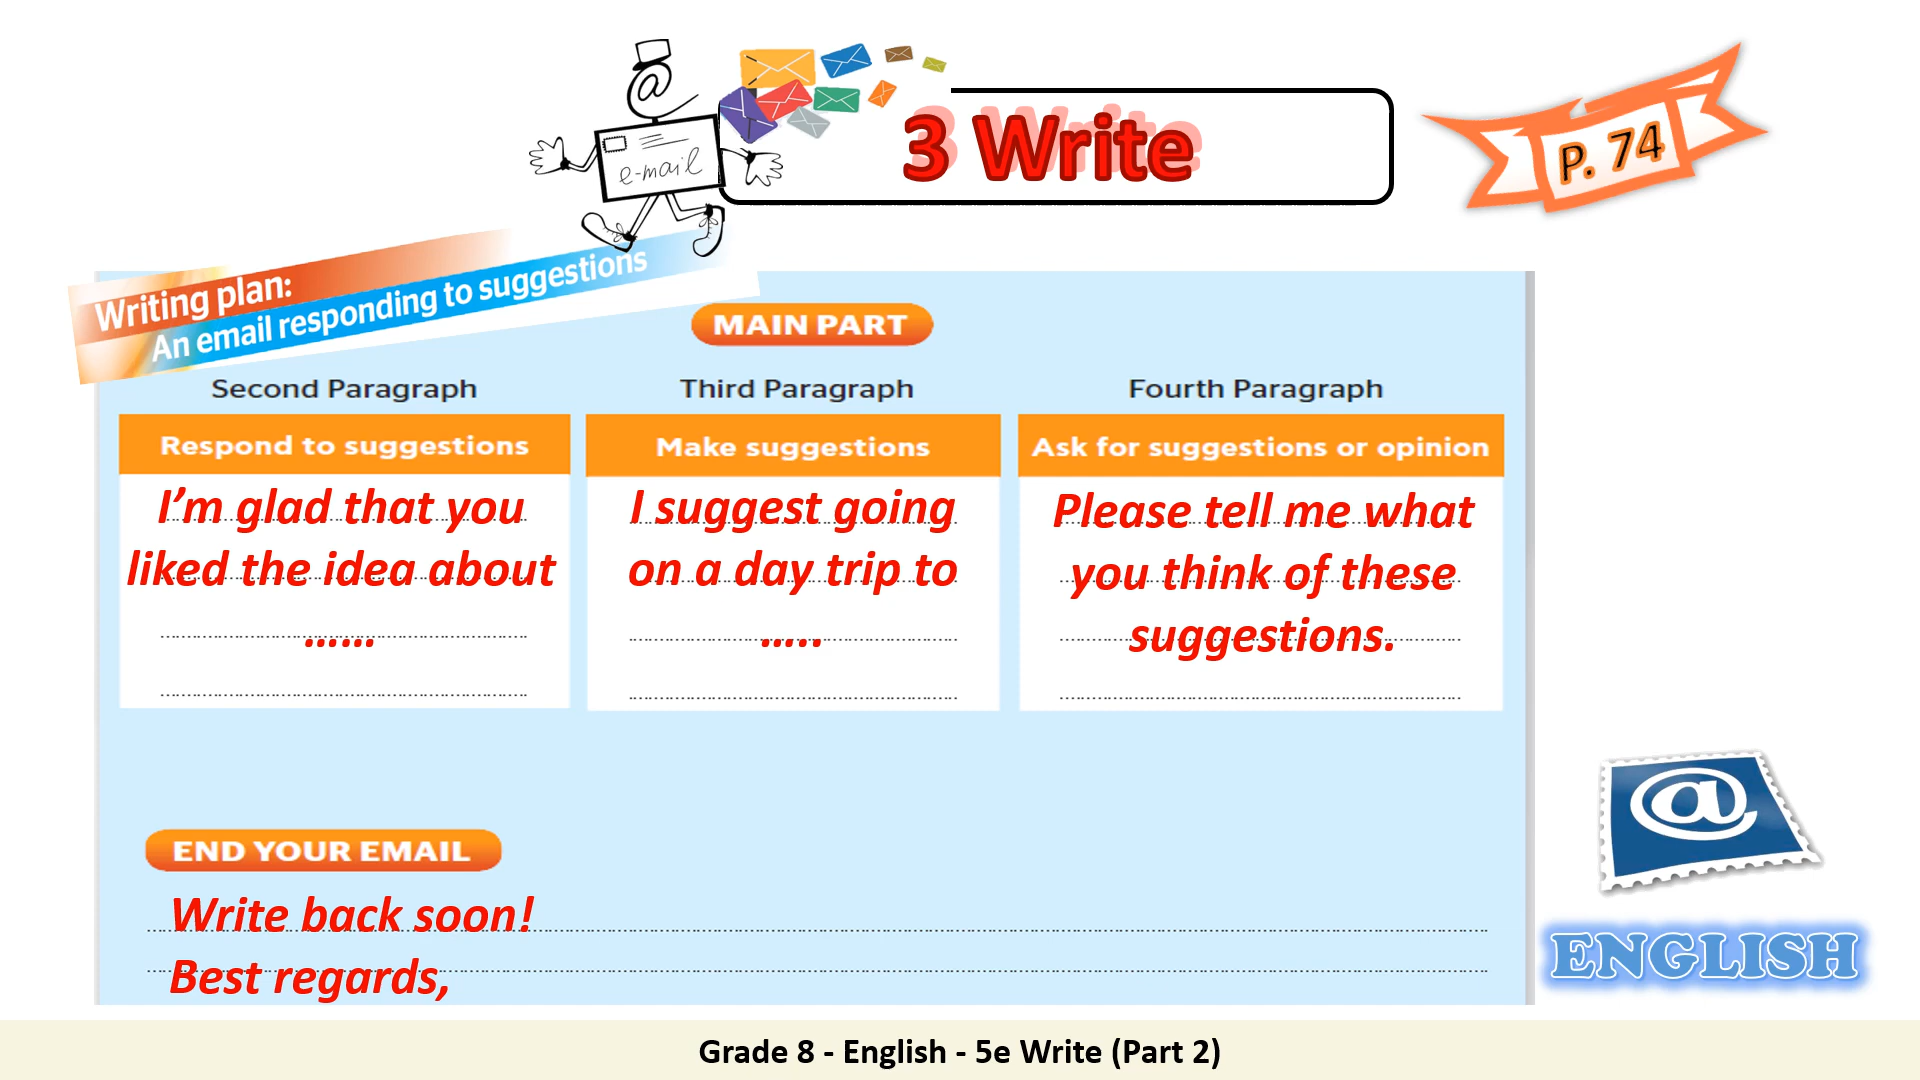 e-mail
3 Write
P. 74
Writing plan:
An email responding to suggestions
MAIN PART
Second Paragraph
Respond to suggestions
I’m glad that you
liked the idea about
......
Third Paragraph
Make suggestions
I suggest going
on a day trip to
.....
Fourth Paragraph
Ask for suggestions or opinion
Please tell me what
you think of these
suggestions.
END YOUR EMAIL
Write back soon!
Best regards,
@
ENGLISH
Grade 8 - English - 5e Write (Part 2)